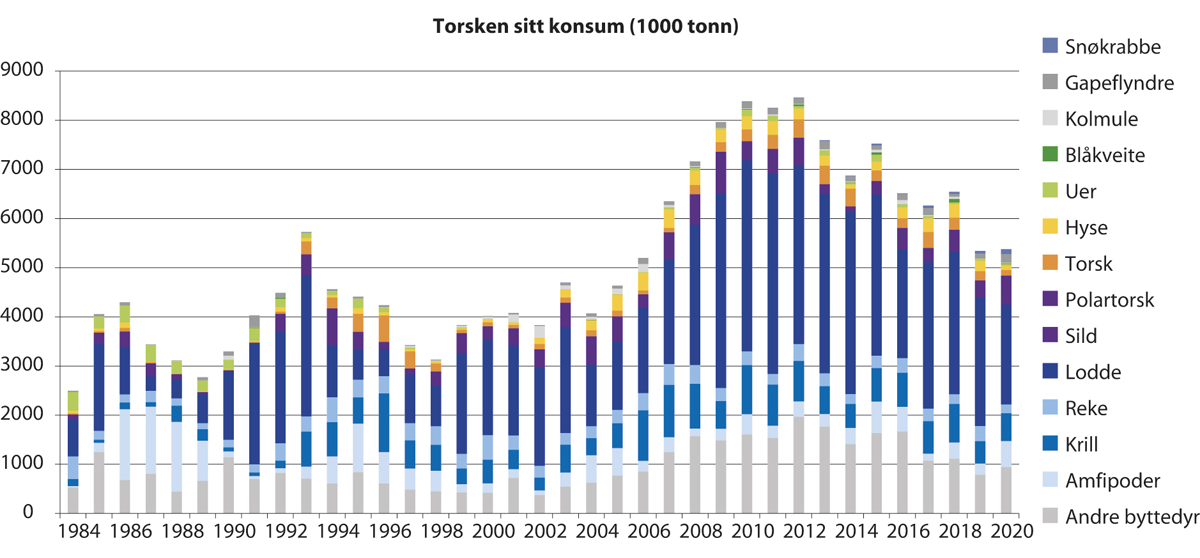 Torsken sitt konsum (1000 tonn)
9000
8000
7000
6000
5000
4000
3000
2000
1000
0
1984 1986 1988 1990 1992 1994 1996 1998 2000 2002 2004 2006 2008 2010 2012 2014 2016 2018 2020
Snøkrabbe
Gapeflyndre
Kolmule
Blåkveite
Uer
Hyse
Torsk
Polartorsk
Sild
Lodde
Reke
Krill
Amfipoder
Andre byttedyr